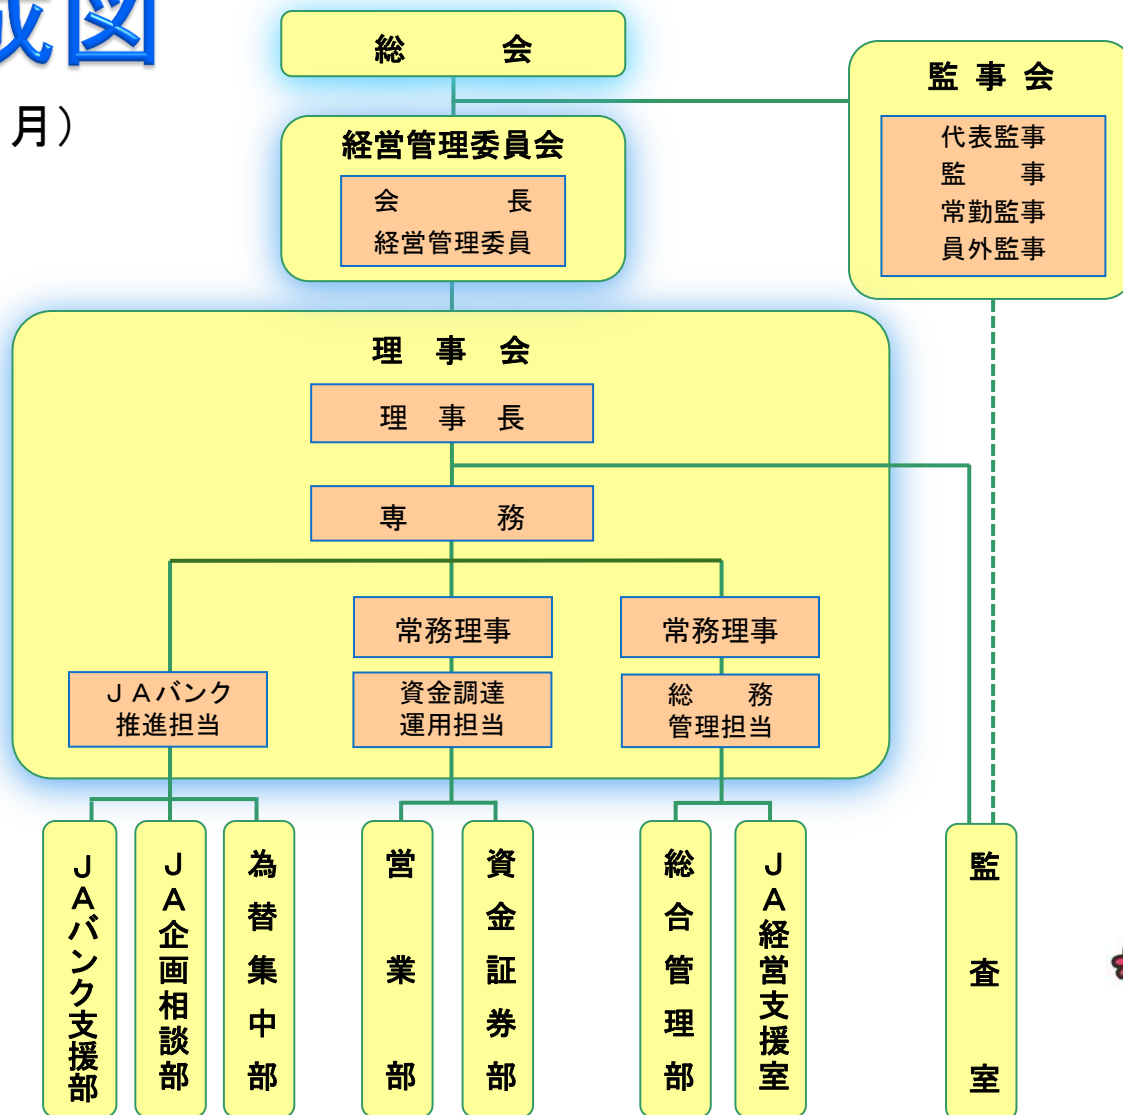 成図
月）
総　　会
監事会
代表監事
監　　事
常勤監事
員外監事
経営管理委員会
会　　　長
経営管理委員
理　事　会
理　事　長
専　　　務
常務理事
常務理事
ＪＡバンク
推進担当
資金調達
運用担当
総　　務
管理担当
ＪＡバンク支援部
ＪＡ企画相談部
為替集中部
営業部
資金証券部
総合管理部
ＪＡ経営支援室
監査室